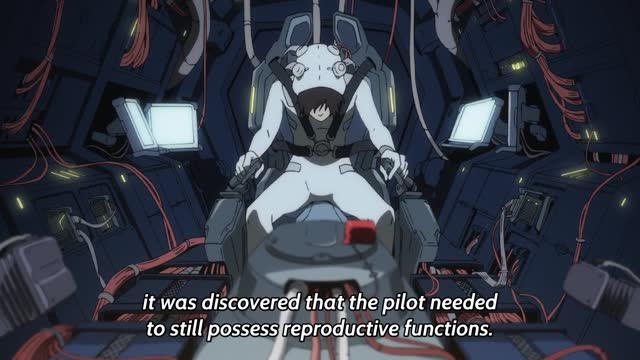 it was discovered that the pilot needed
to still possess reproductive functions.